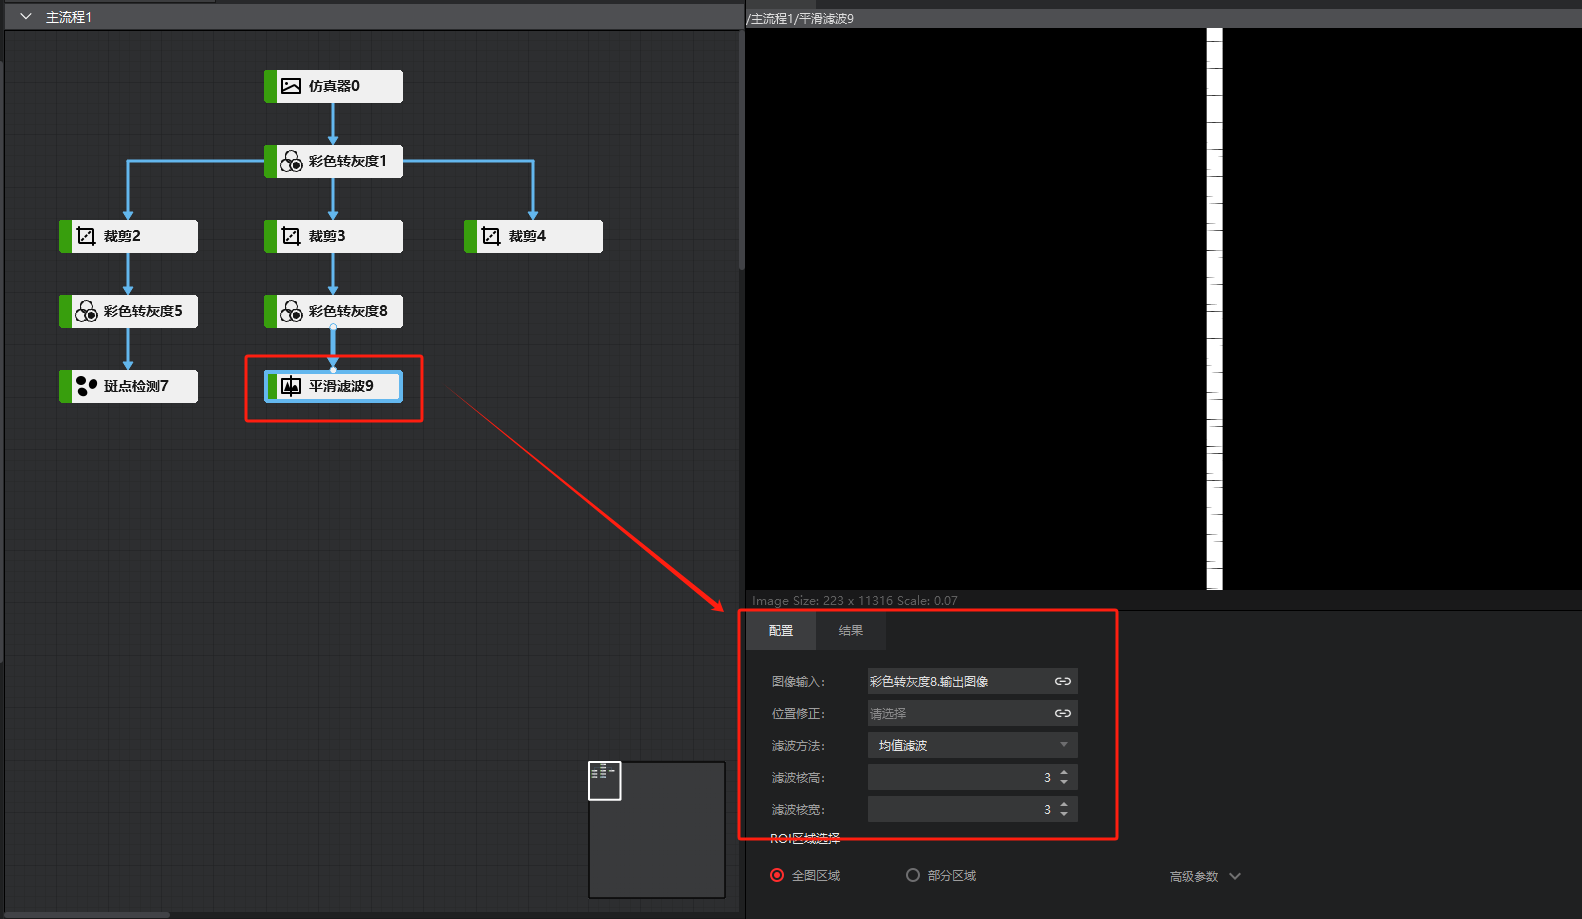 主流程1
仿真器0
彩色转灰度1
裁剪2
裁剪3
裁剪4
彩色转灰度5
彩色转灰度8
斑点检测7
平滑滤波9
/主流程1/平滑滤波9
Image Size: 223 x 11316 Scale: 0.07
配置
结果
图像输入:
彩色转灰度8.输出图像
位置修正:
请选择
滤波方法:
均值滤波
滤波核高:
3
滤波核宽:
3
ROI区域选择
全图区域
部分区域
高级参数